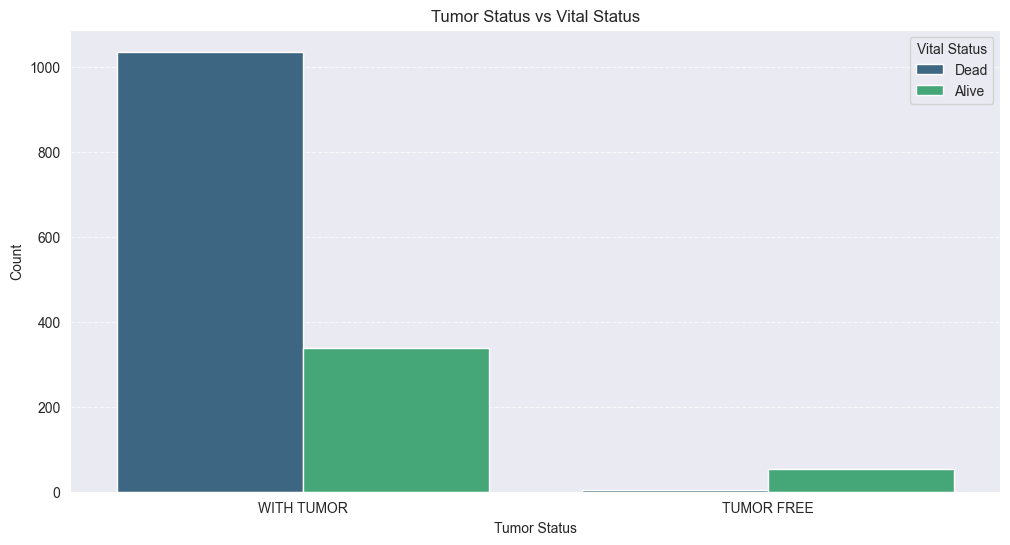 Tumor Status vs Vital Status
Vital Status
Dead
Alive
Count
1000
800
600
400
200
0
WITH TUMOR
TUMOR FREE
Tumor Status